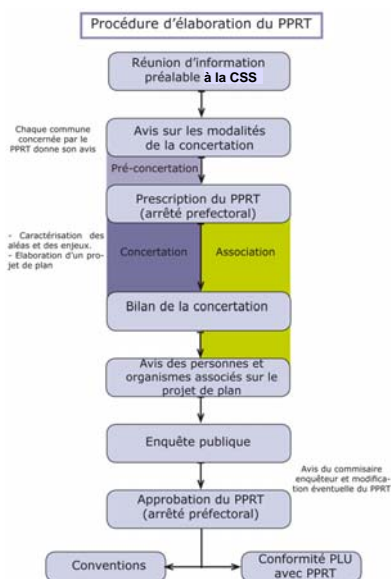 Procédure d'élaboration du PPRT
Réunion d'information
préalable à la CSS
Chaque commune
concernée par le
PPRT donne son avis
Avis sur les modalités
de la concertation
Pré-concertation
Prescription du PPRT
(arrêté prefectoral)
- Caractérisation des
aléas et des enjeux.
- Elaboration d'un pro-
jet de plan
Concertation
Association
Bilan de la concertation
Avis des personnes et
organismes associés sur le
projet de plan
Enquête publique
Avis du commisaire
enquêteur et modifica-
tion éventuelle du PPRT
Approbation du PPRT
(arrêté préfectoral)
Conventions
Conformité PLU
avec PPRT